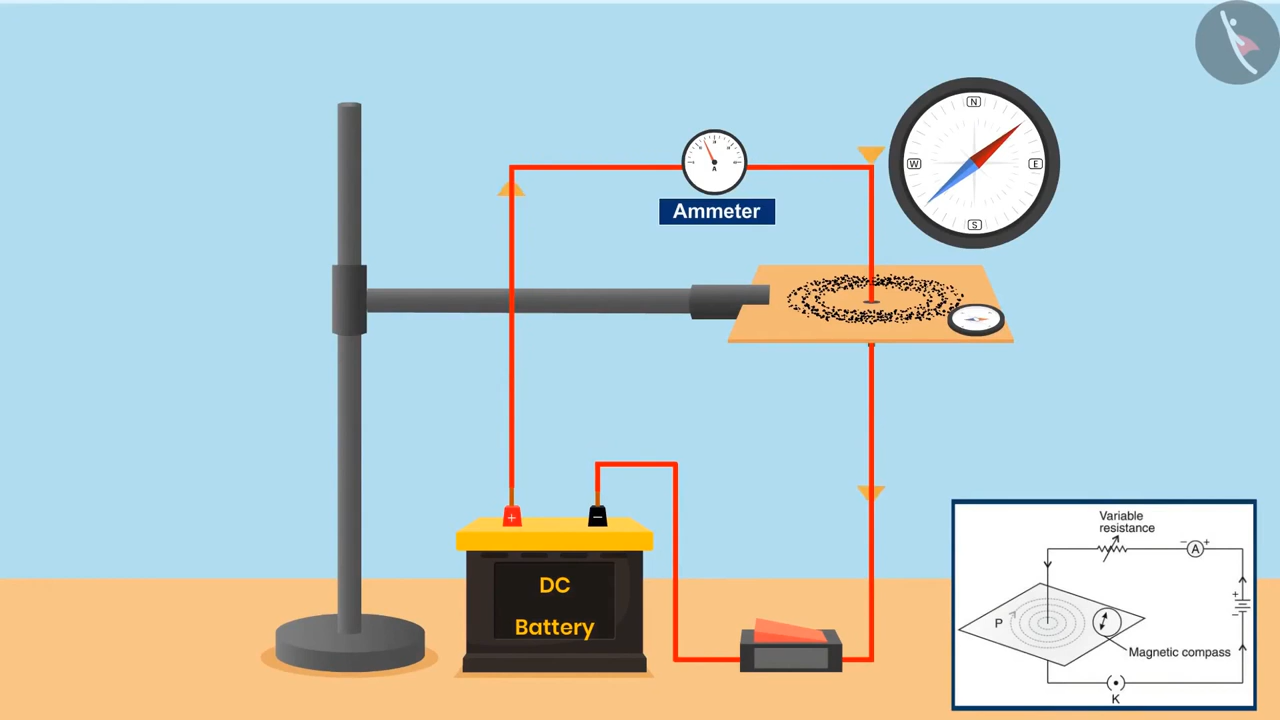 N
W
E
S
A
Ammeter
+
−
DC
Battery
Variable
resistance
− A +
+
−
P
Magnetic compass
K